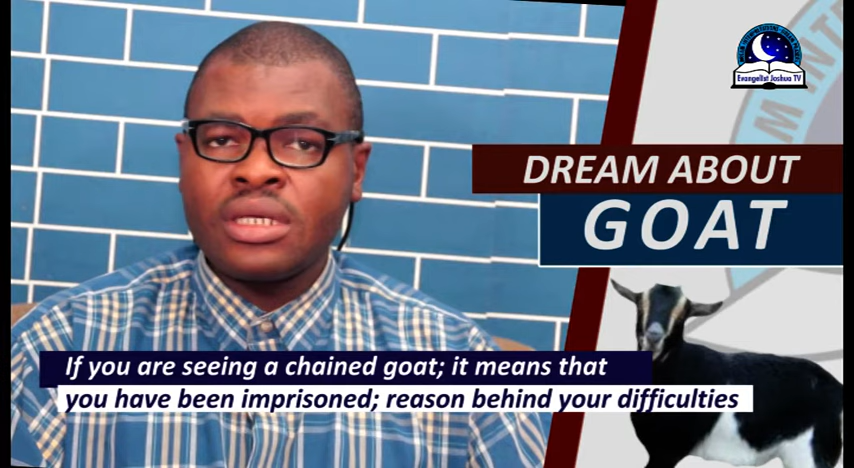 Evangelist Joshua TV
DREAM ABOUT
GOAT
If you are seeing a chained goat; it means that
you have been imprisoned; reason behind your difficulties